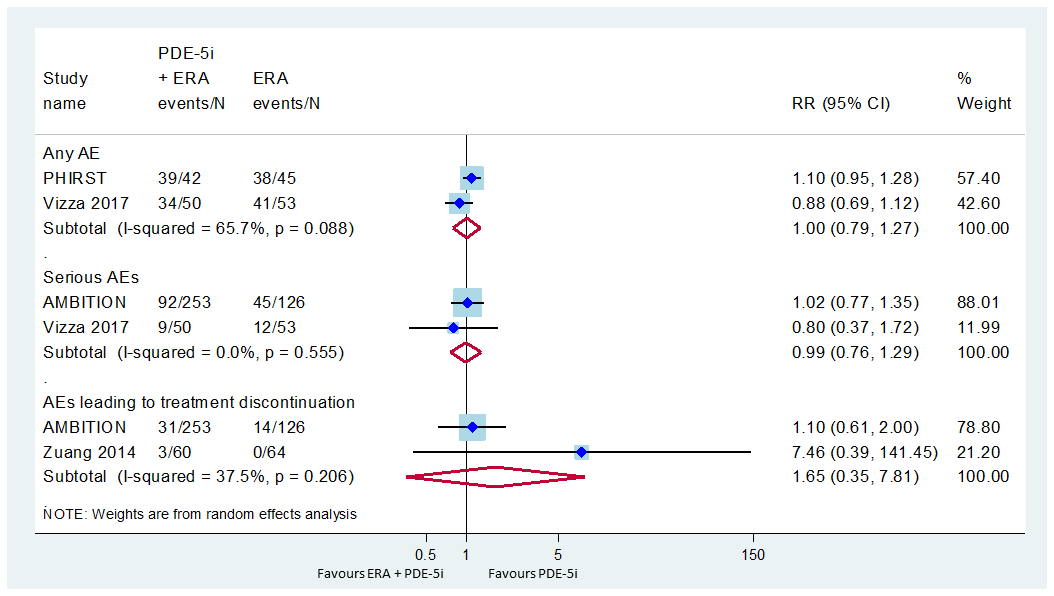 PDE-5i
Study + ERA ERA %
name events/N events/N RR (95% CI) Weight
Any AE
PHIRST 39/42 38/45 1.10 (0.95, 1.28) 57.40
Vizza 2017 34/50 41/53 0.88 (0.69, 1.12) 42.60
Subtotal (I-squared = 65.7%, p = 0.088) 1.00 (0.79, 1.27) 100.00
.
Serious AEs
AMBITION 92/253 45/126 1.02 (0.77, 1.35) 88.01
Vizza 2017 9/50 12/53 0.80 (0.37, 1.72) 11.99
Subtotal (I-squared = 0.0%, p = 0.555) 0.99 (0.76, 1.29) 100.00
.
AEs leading to treatment discontinuation
AMBITION 31/253 14/126 1.10 (0.61, 2.00) 78.80
Zuang 2014 3/60 0/64 7.46 (0.39, 141.45) 21.20
Subtotal (I-squared = 37.5%, p = 0.206) 1.65 (0.35, 7.81) 100.00
.
NOTE: Weights are from random effects analysis
0.5 1 5 150
Favours ERA + PDE-5i Favours PDE-5i